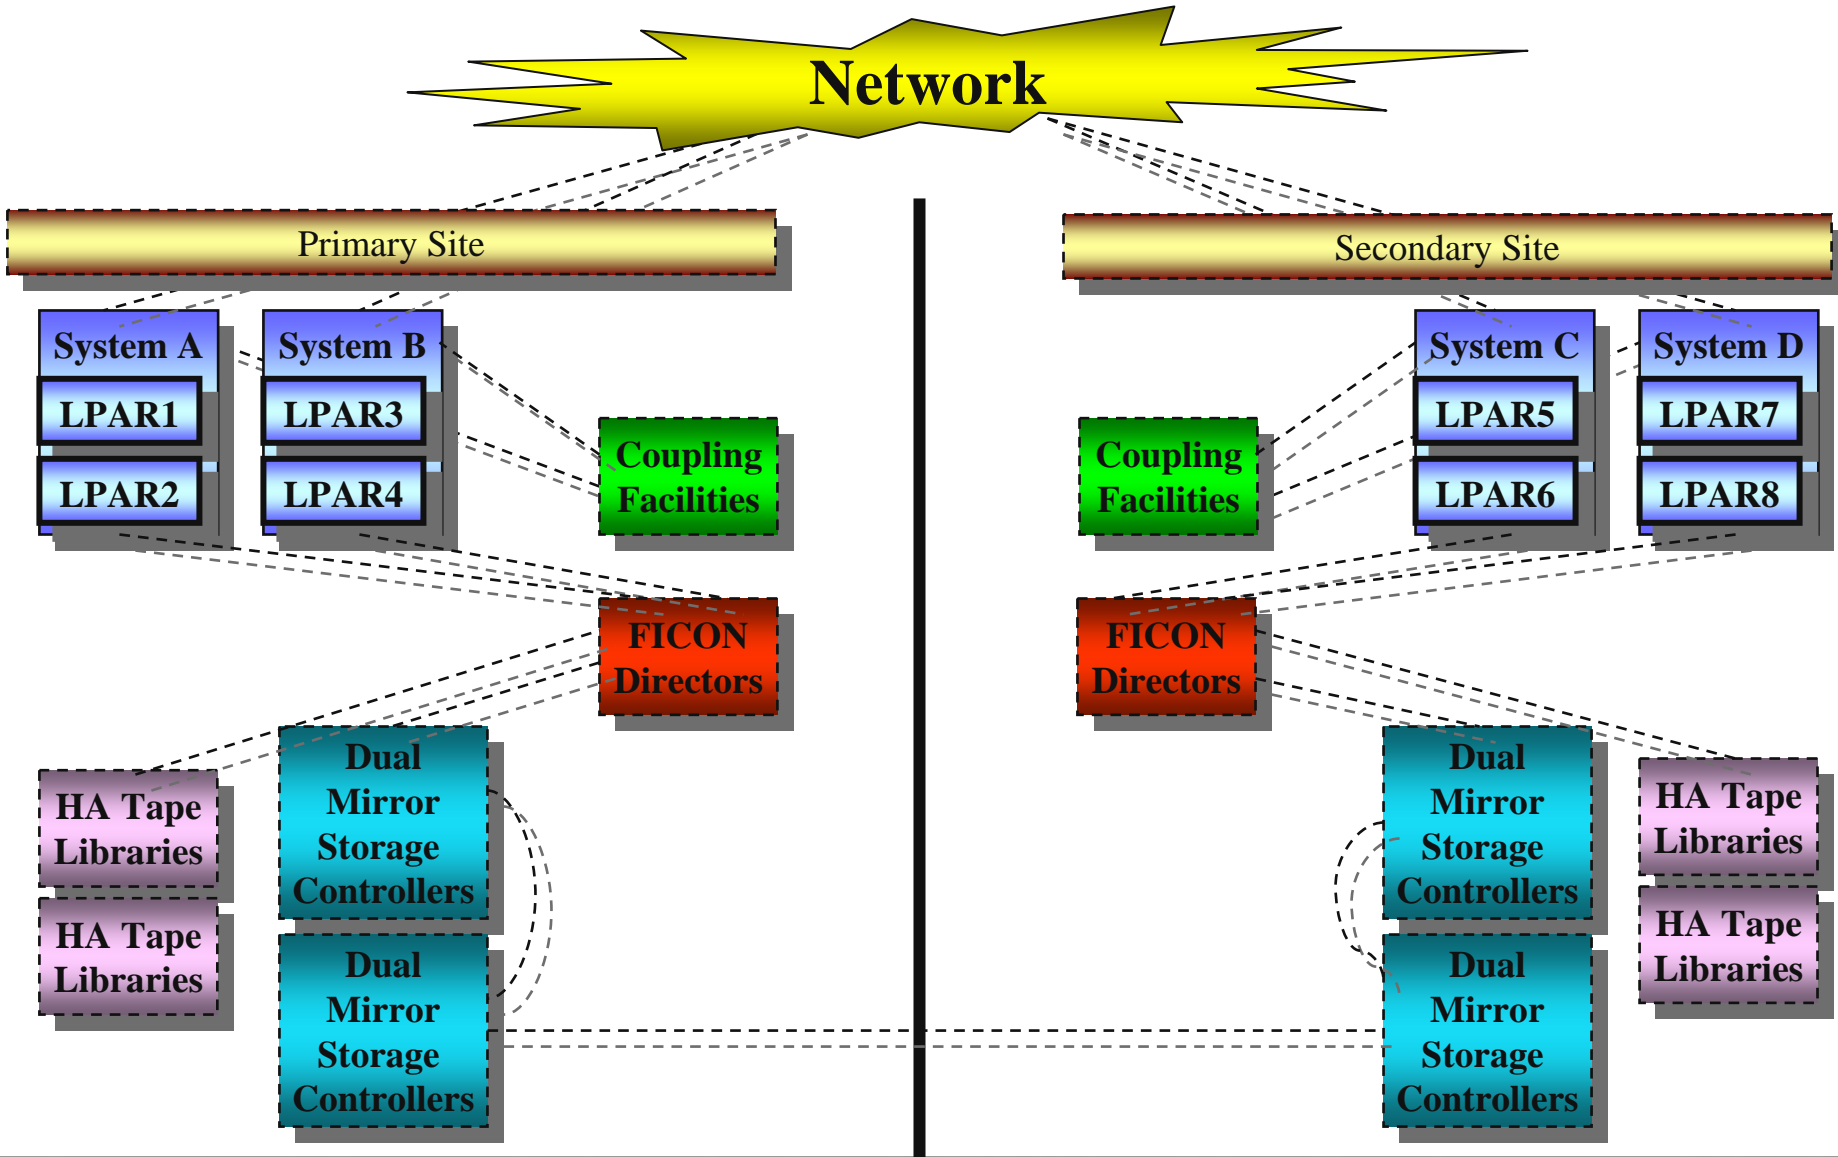 Network
Primary Site
Secondary Site
System A
LPAR1
LPAR2
System B
LPAR3
LPAR4
Coupling
Facilities
Coupling
Facilities
System C
LPAR5
LPAR6
System D
LPAR7
LPAR8
FICON
Directors
FICON
Directors
HA Tape
Libraries
HA Tape
Libraries
Dual
Mirror
Storage
Controllers
Dual
Mirror
Storage
Controllers
Dual
Mirror
Storage
Controllers
Dual
Mirror
Storage
Controllers
HA Tape
Libraries
HA Tape
Libraries